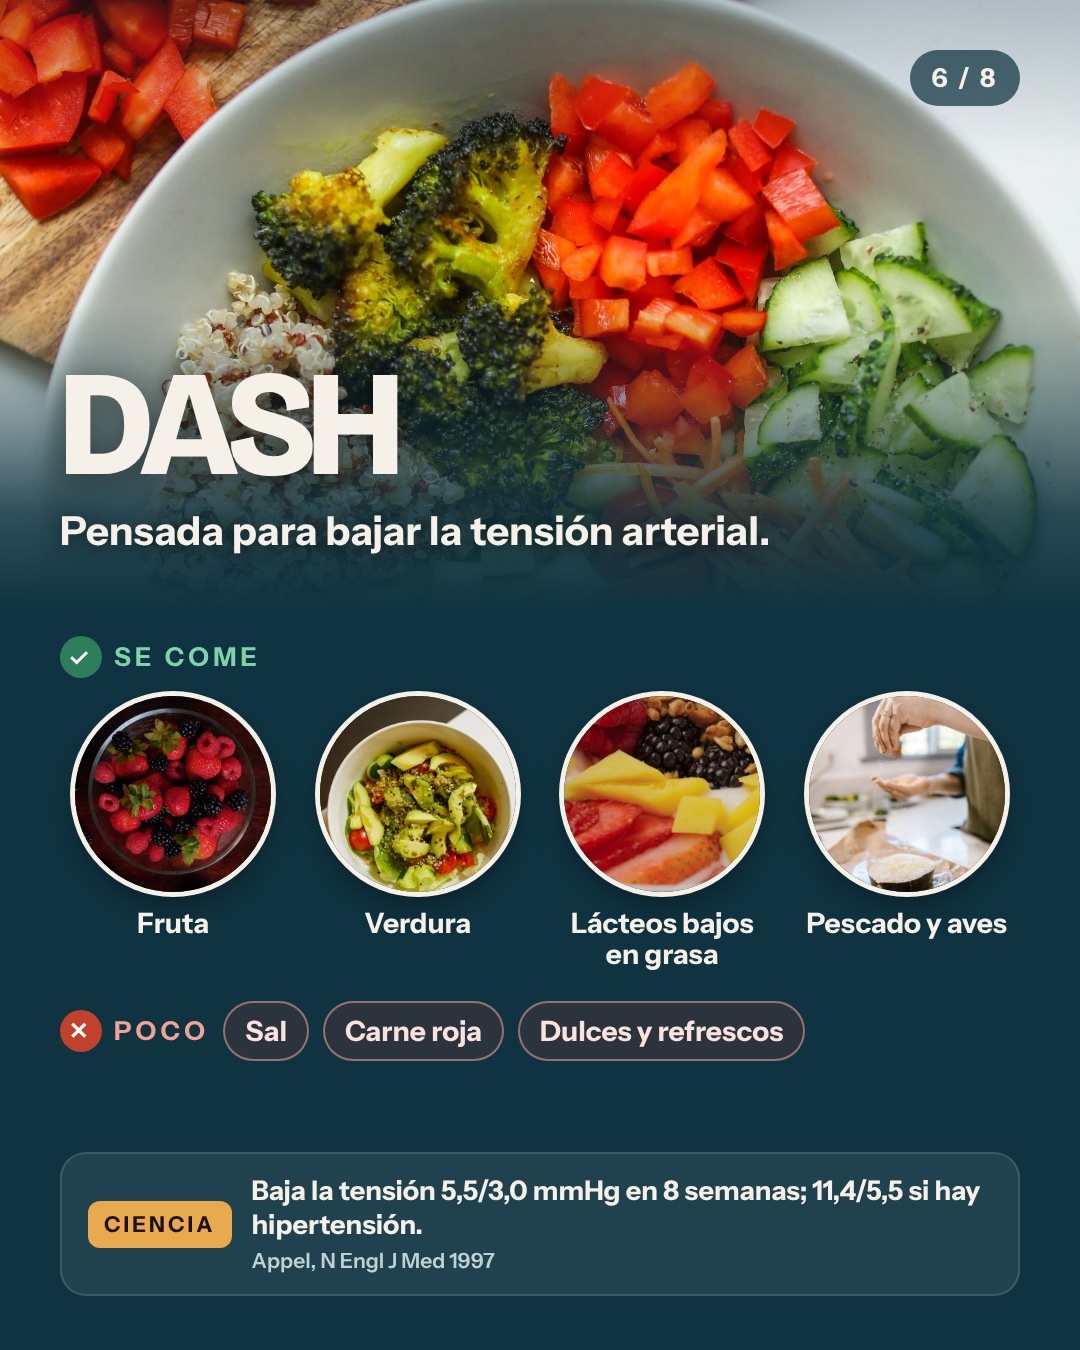 6 / 8
DASH
Pensada para bajar la tensión arterial.
SE COME
Fruta
Verdura
Lácteos bajos
en grasa
Pescado y aves
POCO
Sal
Carne roja
Dulces y refrescos
CIENCIA
Baja la tensión 5,5/3,0 mmHg en 8 semanas; 11,4/5,5 si hay
hipertensión.
Appel, N Engl J Med 1997